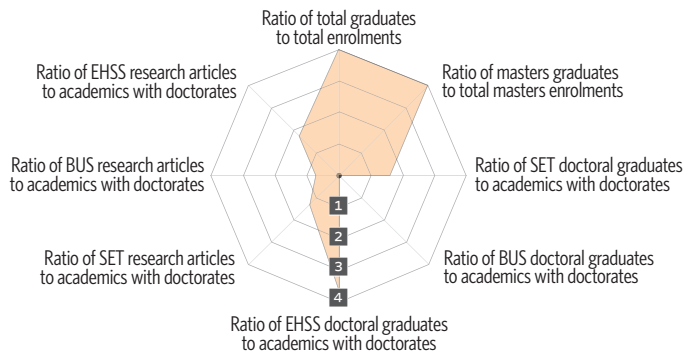 Ratio of total graduates
to total enrolments
Ratio of EHSS research articles
to academics with doctorates
Ratio of masters graduates
to total masters enrolments
Ratio of BUS research articles
to academics with doctorates
Ratio of SET doctoral graduates
to academics with doctorates
1
2
3
4
Ratio of SET research articles
to academics with doctorates
Ratio of BUS doctoral graduates
to academics with doctorates
Ratio of EHSS doctoral graduates
to academics with doctorates